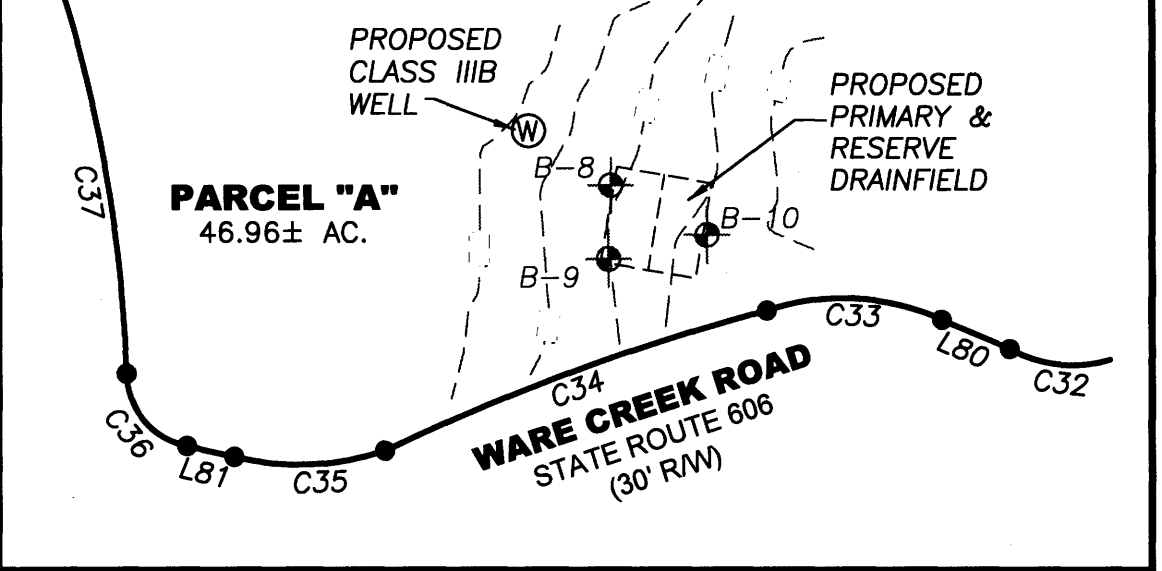 PROPOSED
CLASS IIIB
WELL
W
PROPOSED
PRIMARY &
RESERVE
DRAINFIELD
B-8
B-10
B-9
C37
PARCEL "A"
46.96± AC.
C33
L80
C32
C34
WARE CREEK ROAD
STATE ROUTE 606
(30' R/W)
C36
L81
C35